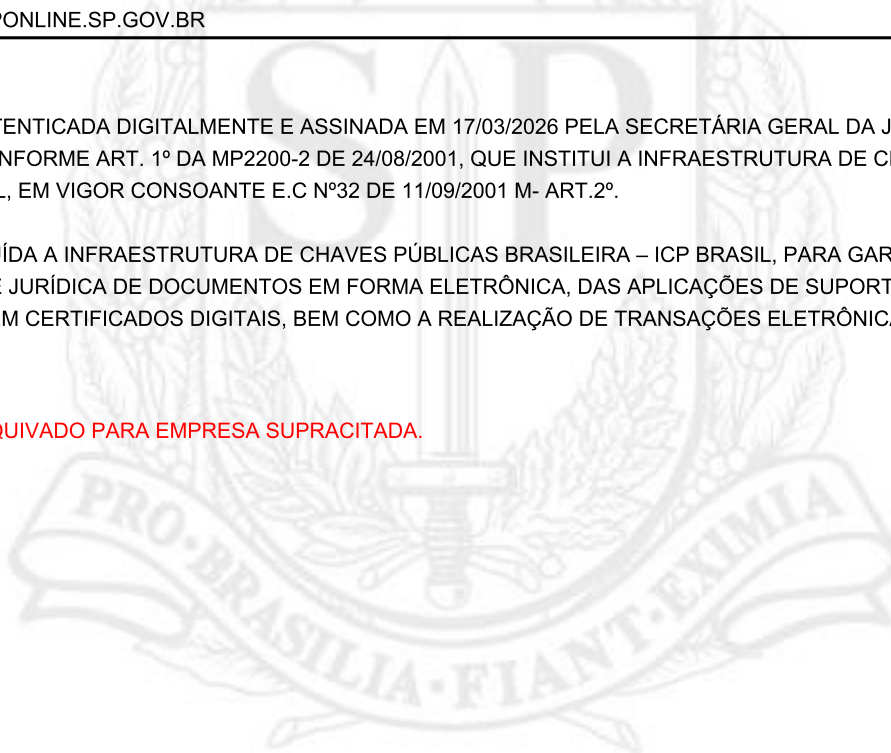 PONLINE.SP.GOV.BR
TENTICADA DIGITALMENTE E ASSINADA EM 17/03/2026 PELA SECRETÁRIA GERAL DA J
NFORME ART. 1º DA MP2200-2 DE 24/08/2001, QUE INSTITUI A INFRAESTRUTURA DE C
L, EM VIGOR CONSOANTE E.C Nº32 DE 11/09/2001 M- ART.2º.
ÍDA A INFRAESTRUTURA DE CHAVES PÚBLICAS BRASILEIRA – ICP BRASIL, PARA GAR
E JURÍDICA DE DOCUMENTOS EM FORMA ELETRÔNICA, DAS APLICAÇÕES DE SUPORT
EM CERTIFICADOS DIGITAIS, BEM COMO A REALIZAÇÃO DE TRANSAÇÕES ELETRÔNICA
QUIVADO PARA EMPRESA SUPRACITADA.
SP
PRO·BRASILIA·FIANT·EXIMIA